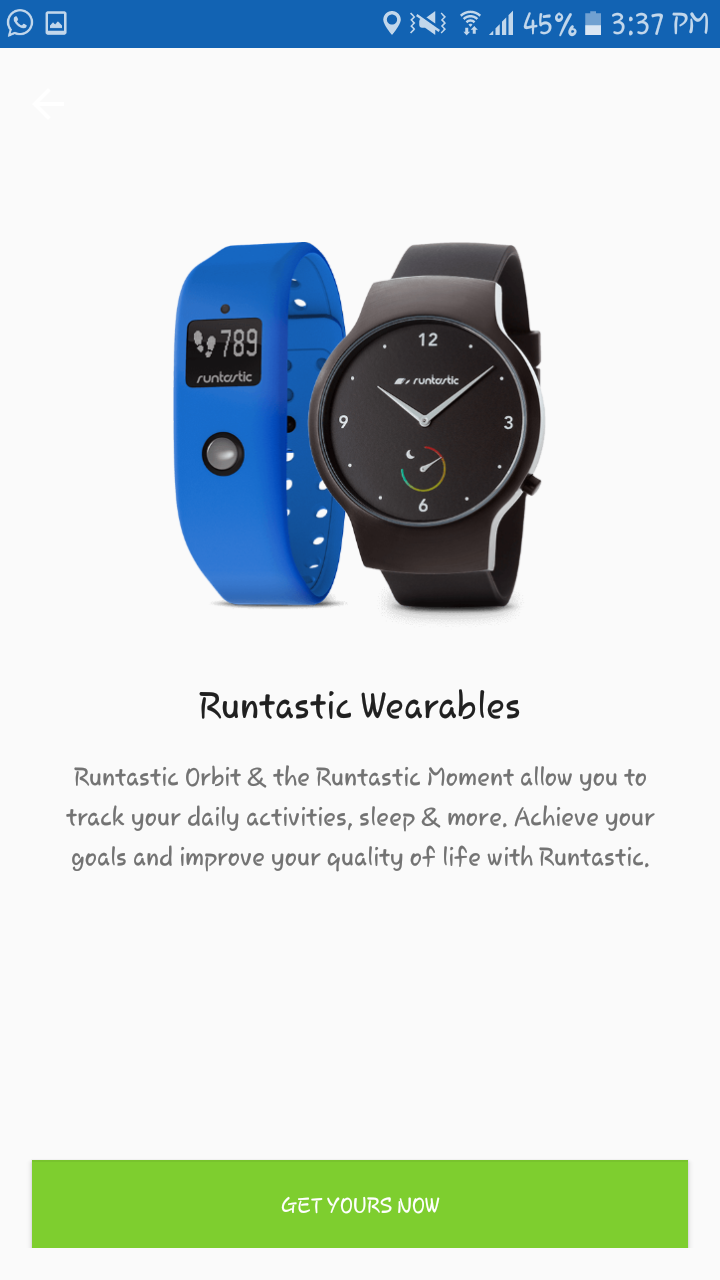 45% 3:37 PM
789
runtastic
12
runtastic
9
3
6
Runtastic Wearables
Runtastic Orbit & the Runtastic Moment allow you to
track your daily activities, sleep & more. Achieve your
goals and improve your quality of life with Runtastic.
GET YOURS NOW